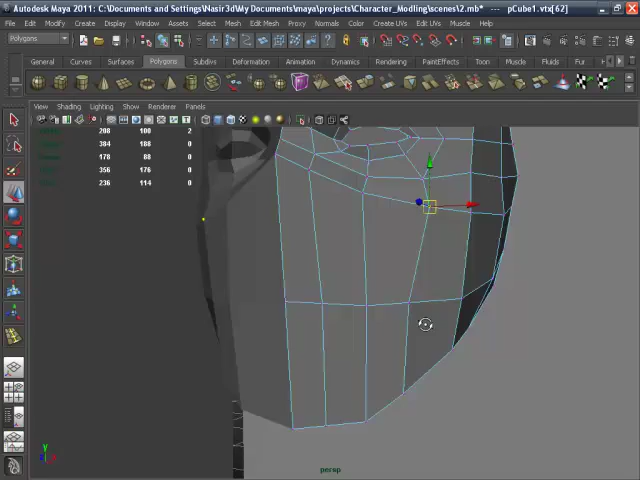 Autodesk Maya 2011: C:\Documents and Settings\Nasir3d\My Documents\maya\projects\Character_Modling\scenes\2.mb* --- pCube1.vtx[62]
File Edit Modify Create Display Window Assets Select Mesh Edit Mesh Proxy Normals Color Create UVs Edit UVs Muscle Help
Polygons
General Curves Surfaces Polygons Subdivs Deformation Animation Dynamics Rendering PaintEffects Toon Muscle Fluids Fur
View Shading Lighting Show Renderer Panels
208 100 2
384 188 0
178 88 0
356 176 0
236 114 0
y
persp